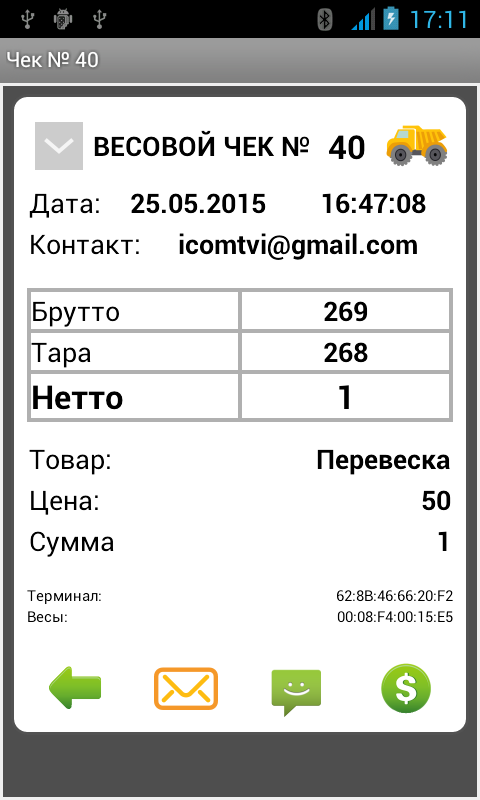 17:11
Чек № 40
ВЕСОВОЙ ЧЕК № 40
Дата: 25.05.2015 16:47:08
Контакт: icomtvi@gmail.com
Брутто 269
Тара 268
Нетто 1
Товар: Перевеска
Цена: 50
Сумма 1
Терминал: 62:8B:46:66:20:F2
Весы: 00:08:F4:00:15:E5
$